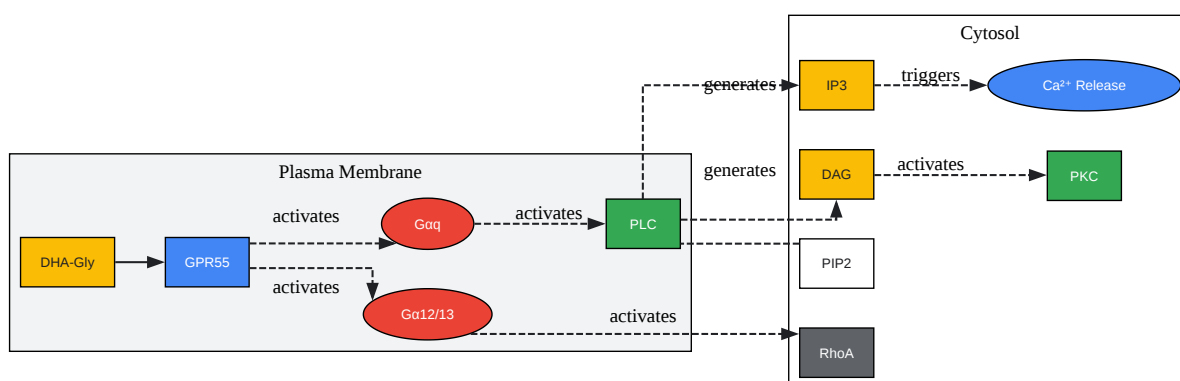 Cytosol
generates
IP3
triggers
Ca²⁺ Release
Plasma Membrane
generates
DAG
activates
PKC
activates
Gαq
activates
PLC
DHA-Gly
GPR55
PIP2
activates
Gα12/13
activates
RhoA